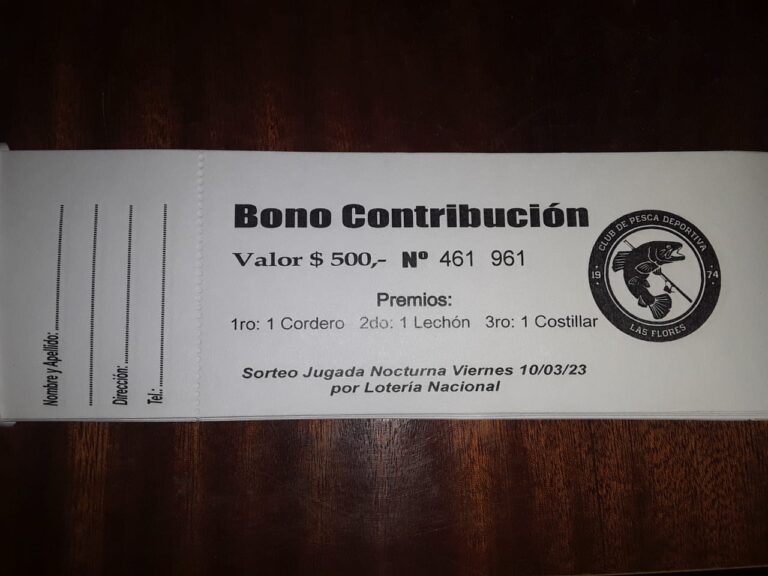 Nombre y Apellido:
Dirección:
Tel.:
Bono Contribución
Valor $ 500,- Nº 461 961
Premios:
1ro: 1 Cordero 2do: 1 Lechón 3ro: 1 Costillar
Sorteo Jugada Nocturna Viernes 10/03/23
por Lotería Nacional
CLUB DE PESCA DEPORTIVA
19 74
LAS FLORES